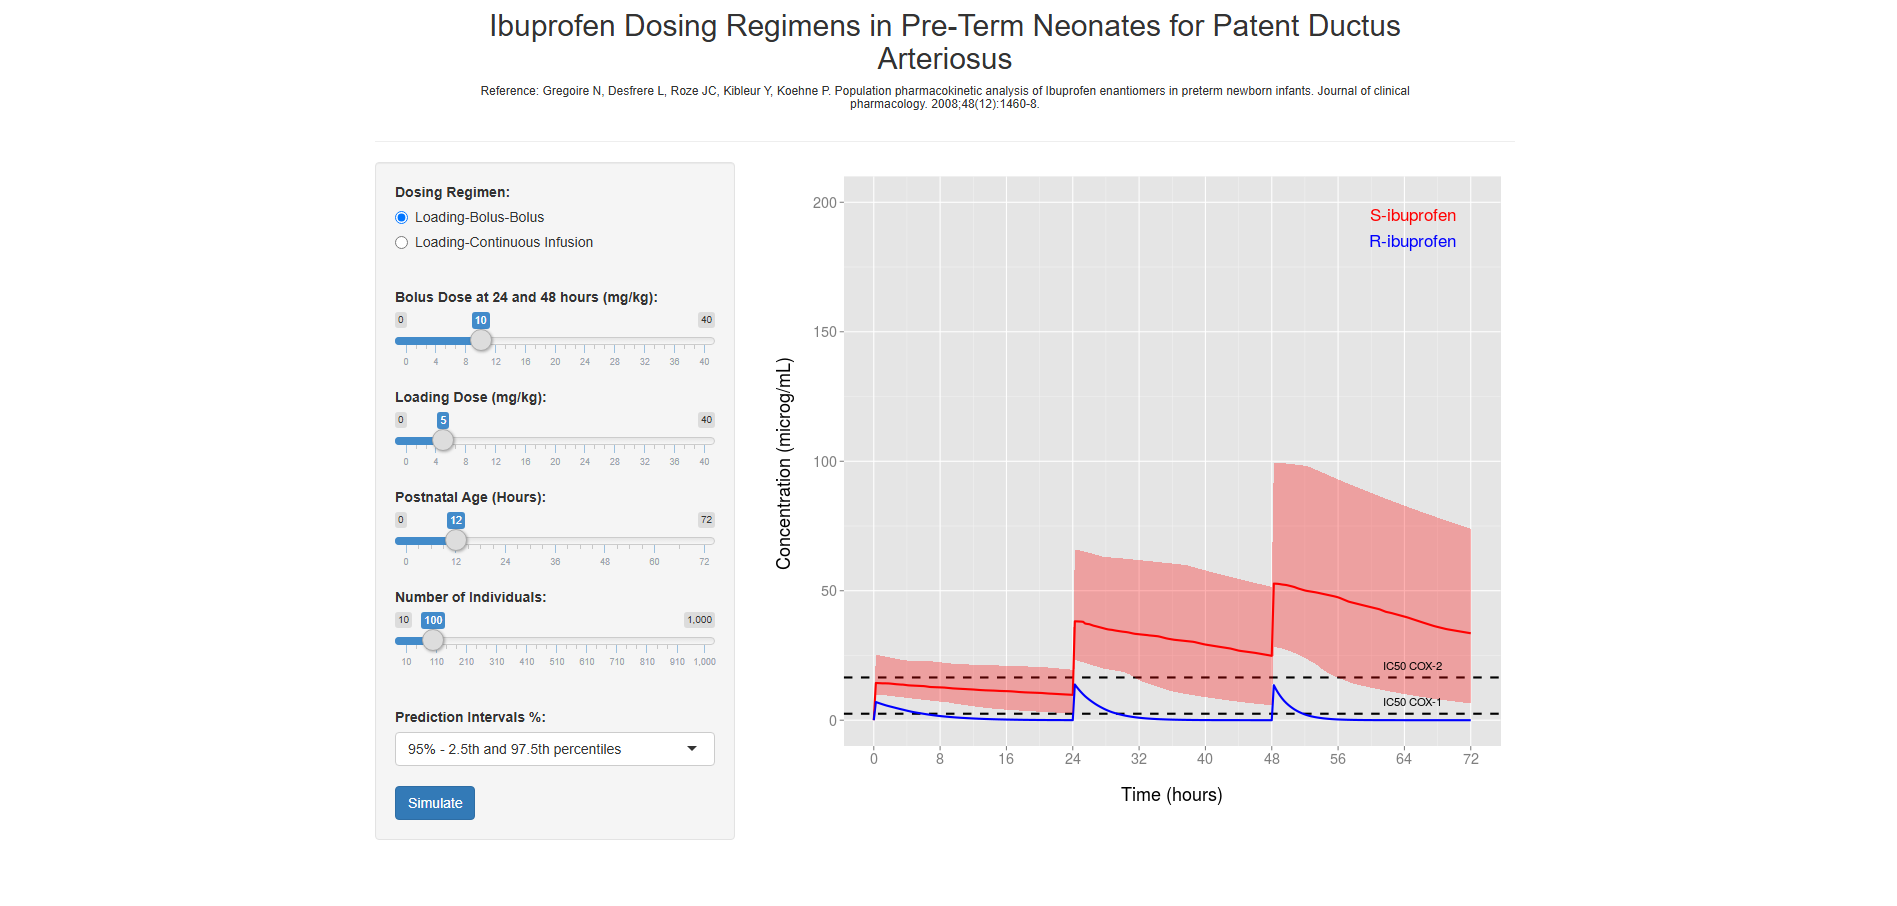 Ibuprofen Dosing Regimens in Pre-Term Neonates for Patent Ductus
Arteriosus
Reference: Gregoire N, Desfrere L, Roze JC, Kibleur Y, Koehne P. Population pharmacokinetic analysis of Ibuprofen enantiomers in preterm newborn infants. Journal of clinical
pharmacology. 2008;48(12):1460-8.
Dosing Regimen:
Loading-Bolus-Bolus
Loading-Continuous Infusion
Bolus Dose at 24 and 48 hours (mg/kg):
0 10 40
0 4 8 12 16 20 24 28 32 36 40
Loading Dose (mg/kg):
0 5 40
0 4 8 12 16 20 24 28 32 36 40
Postnatal Age (Hours):
0 12 72
0 12 24 36 48 60 72
Number of Individuals:
10 100 1,000
10 110 210 310 410 510 610 710 810 910 1,000
Prediction Intervals %:
95% - 2.5th and 97.5th percentiles
Simulate
Concentration (microg/mL)
200
150
100
50
0
S-ibuprofen
R-ibuprofen
IC50 COX-2
IC50 COX-1
0 8 16 24 32 40 48 56 64 72
Time (hours)